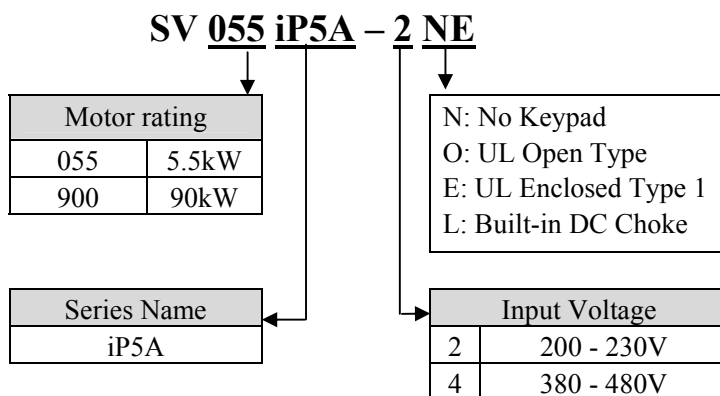 SV 055 iP5A – 2 NE
Motor rating
055 5.5kW
900 90kW
N: No Keypad
O: UL Open Type
E: UL Enclosed Type 1
L: Built-in DC Choke
Series Name
iP5A
Input Voltage
2 200 - 230V
4 380 - 480V